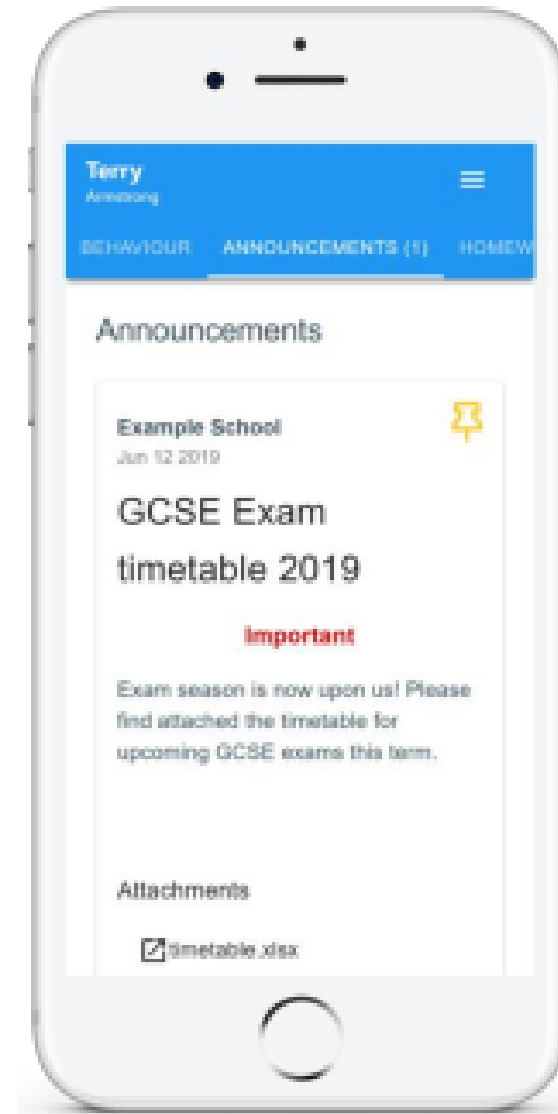 Terry
Armstrong
BEHAVIOUR ANNOUNCEMENTS (1) HOMEW
Announcements
Example School
Jun 12 2019
GCSE Exam
timetable 2019
Important
Exam season is now upon us! Please
find attached the timetable for
upcoming GCSE exams this term.
Attachments
timetable.xlsx